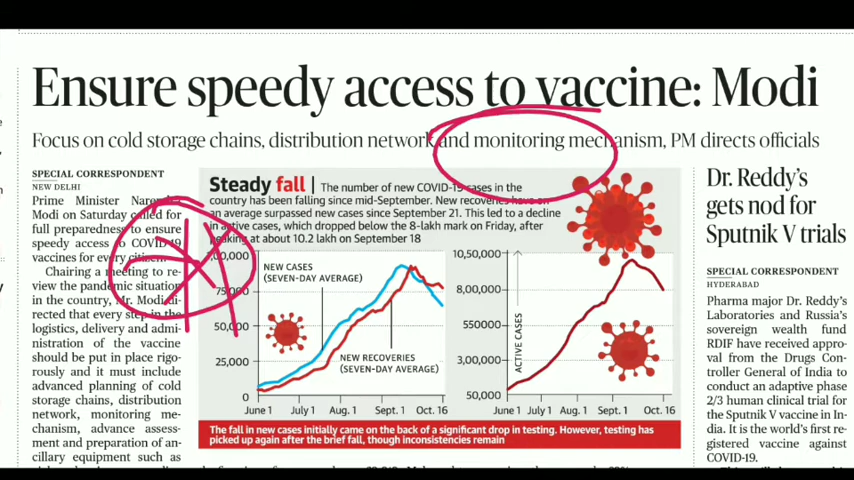 Ensure speedy access to vaccine: Modi
Focus on cold storage chains, distribution network and monitoring mechanism, PM directs officials
SPECIAL CORRESPONDENT
NEW DELHI
Prime Minister Narendra
Modi on Saturday called for
full preparedness to ensure
speedy access to COVID-19
vaccines for every citizen.
Chairing a meeting to re-
view the pandemic situation
in the country, Mr. Modi di-
rected that every step in the
logistics, delivery and admi-
nistration of the vaccine
should be put in place rigo-
rously and it must include
advanced planning of cold
storage chains, distribution
network, monitoring me-
chanism, advance assess-
ment and preparation of an-
cillary equipment such as
Steady fall | The number of new COVID-19 cases in the
country has been falling since mid-September. New recoveries have on
an average surpassed new cases since September 21. This led to a decline
in active cases, which dropped below the 8-lakh mark on Friday, after
peaking at about 10.2 lakh on September 18
NEW CASES
(SEVEN-DAY AVERAGE)
75,000
50,000
25,000
0
NEW RECOVERIES
(SEVEN-DAY AVERAGE)
June 1 July 1 Aug. 1 Sept. 1 Oct. 16
10,50,000
8,00,000
550000
3,00,000
50,000
ACTIVE CASES
June 1 July 1 Aug. 1 Sept. 1 Oct. 16
The fall in new cases initially came on the back of a significant drop in testing. However, testing has
picked up again after the brief fall, though inconsistencies remain
Dr. Reddy's
gets nod for
Sputnik V trials
SPECIAL CORRESPONDENT
HYDERABAD
Pharma major Dr. Reddy's
Laboratories and Russia's
sovereign wealth fund
RDIF have received appro-
val from the Drugs Con-
troller General of India to
conduct an adaptive phase
2/3 human clinical trial for
the Sputnik V vaccine in In-
dia. It is the world's first re-
gistered vaccine against
COVID-19.